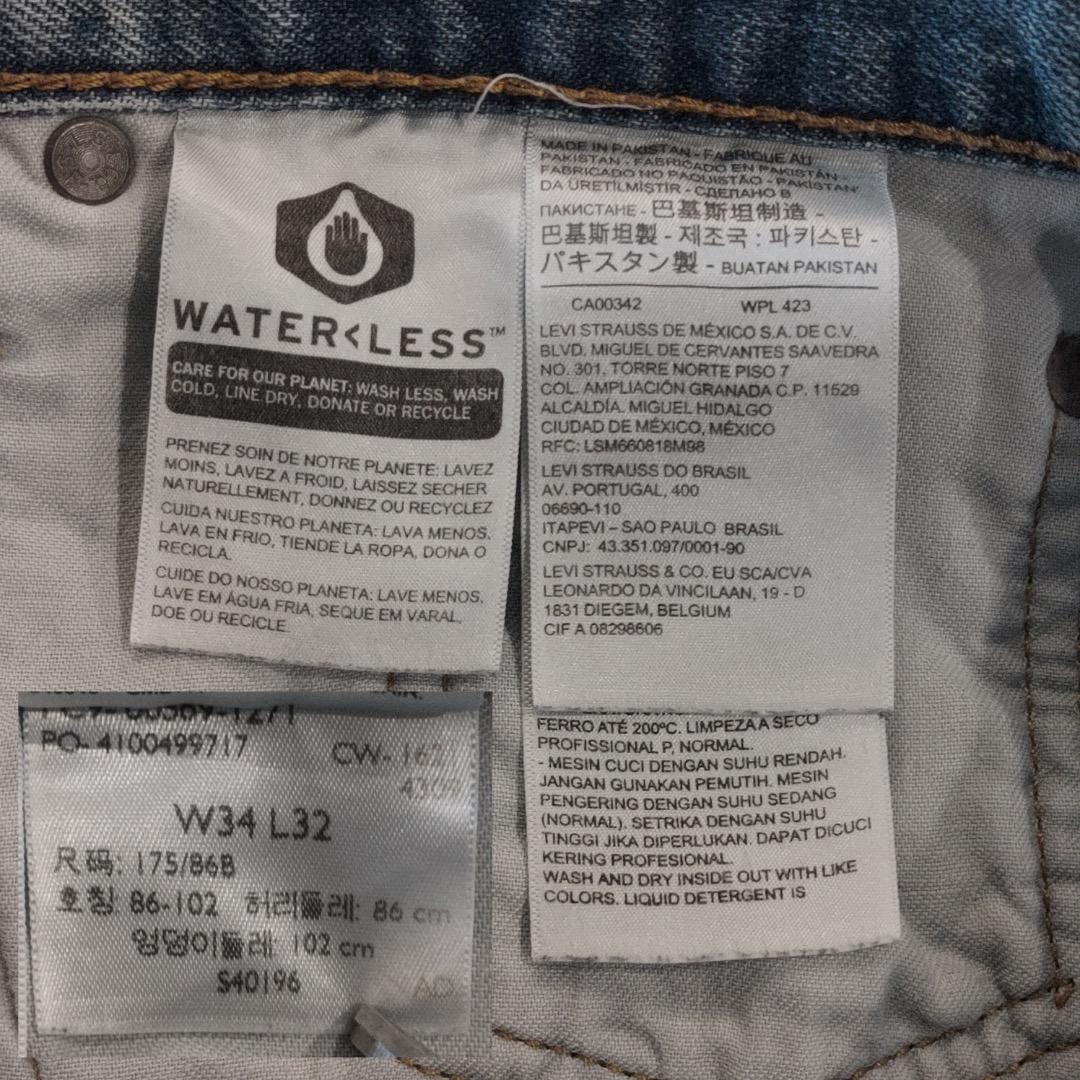 WATER<LESS™
CARE FOR OUR PLANET: WASH LESS, WASH
COLD, LINE DRY, DONATE OR RECYCLE
PRENEZ SOIN DE NOTRE PLANETE: LAVEZ
MOINS, LAVEZ A FROID, LAISSEZ SECHER
NATURELLEMENT, DONNEZ OU RECYCLEZ
CUIDA NUESTRO PLANETA: LAVA MENOS,
LAVA EN FRIO, TIENDE LA ROPA, DONA O
RECICLA.
CUIDE DO NOSSO PLANETA: LAVE MENOS,
LAVE EM ÁGUA FRIA, SEQUE EM VARAL,
DOE OU RECICLE.
MADE IN PAKISTAN - FABRIQUE AU
PAKISTAN - FABRICADO EN PAKISTÁN -
FABRICADO NO PAQUISTÃO - PAKISTAN'
DA ÜRETILMISTIR - СДЕЛАНО В
ПАКИСТАНЕ - 巴基斯坦制造 -
巴基斯坦製 - 제조국 : 파키스탄 -
パキスタン製 - BUATAN PAKISTAN
CA00342 WPL 423
LEVI STRAUSS DE MÉXICO S.A. DE C.V.
BLVD. MIGUEL DE CERVANTES SAAVEDRA
NO. 301, TORRE NORTE PISO 7
COL. AMPLIACIÓN GRANADA C.P. 11529
ALCALDÍA. MIGUEL HIDALGO
CIUDAD DE MÉXICO, MÉXICO
RFC: LSM660818M98
LEVI STRAUSS DO BRASIL
AV. PORTUGAL, 400
06690-110
ITAPEVI – SAO PAULO BRASIL
CNPJ: 43.351.097/0001-90
LEVI STRAUSS & CO. EU SCA/CVA
LEONARDO DA VINCILAAN, 19 - D
1831 DIEGEM, BELGIUM
CIF A 08298606
FERRO ATÉ 200ºC. LIMPEZA A SECO
PROFISSIONAL P, NORMAL.
- MESIN CUCI DENGAN SUHU RENDAH.
JANGAN GUNAKAN PEMUTIH. MESIN
PENGERING DENGAN SUHU SEDANG
(NORMAL). SETRIKA DENGAN SUHU
TINGGI JIKA DIPERLUKAN. DAPAT DICUCI
KERING PROFESIONAL.
WASH AND DRY INSIDE OUT WITH LIKE
COLORS. LIQUID DETERGENT IS
PO- 4100499717 CW- 162/
4309
W34 L32
尺码: 175/86B
호칭: 86-102 허리둘레: 86 cm
엉덩이둘레: 102 cm
S40196